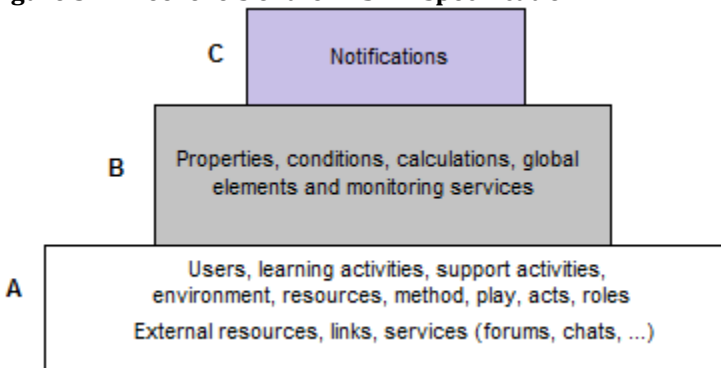 C
Notifications
B
Properties, conditions, calculations, global
elements and monitoring services
Users, learning activities, support activities,
A
environment, resources, method, play, acts, roles
External resources, links, services (forums, chats, ...)